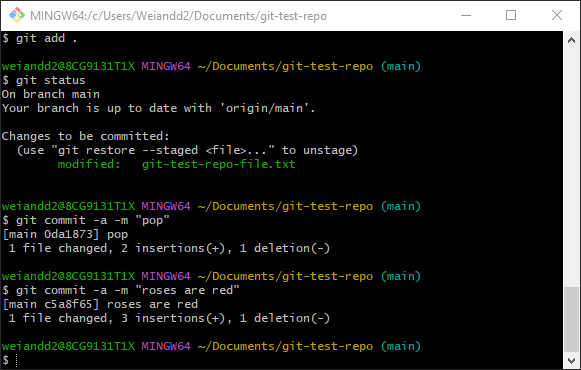 MINGW64:/c/Users/Weiandd2/Documents/git-test-repo
$ git add .
weiandd2@8CG9131T1X MINGW64 ~/Documents/git-test-repo (main)
$ git status
On branch main
Your branch is up to date with 'origin/main'.
Changes to be committed:
  (use "git restore --staged <file>..." to unstage)
        modified:   git-test-repo-file.txt
weiandd2@8CG9131T1X MINGW64 ~/Documents/git-test-repo (main)
$ git commit -a -m "pop"
[main 0da1873] pop
 1 file changed, 2 insertions(+), 1 deletion(-)
weiandd2@8CG9131T1X MINGW64 ~/Documents/git-test-repo (main)
$ git commit -a -m "roses are red"
[main c5a8f65] roses are red
 1 file changed, 3 insertions(+), 1 deletion(-)
weiandd2@8CG9131T1X MINGW64 ~/Documents/git-test-repo (main)
$